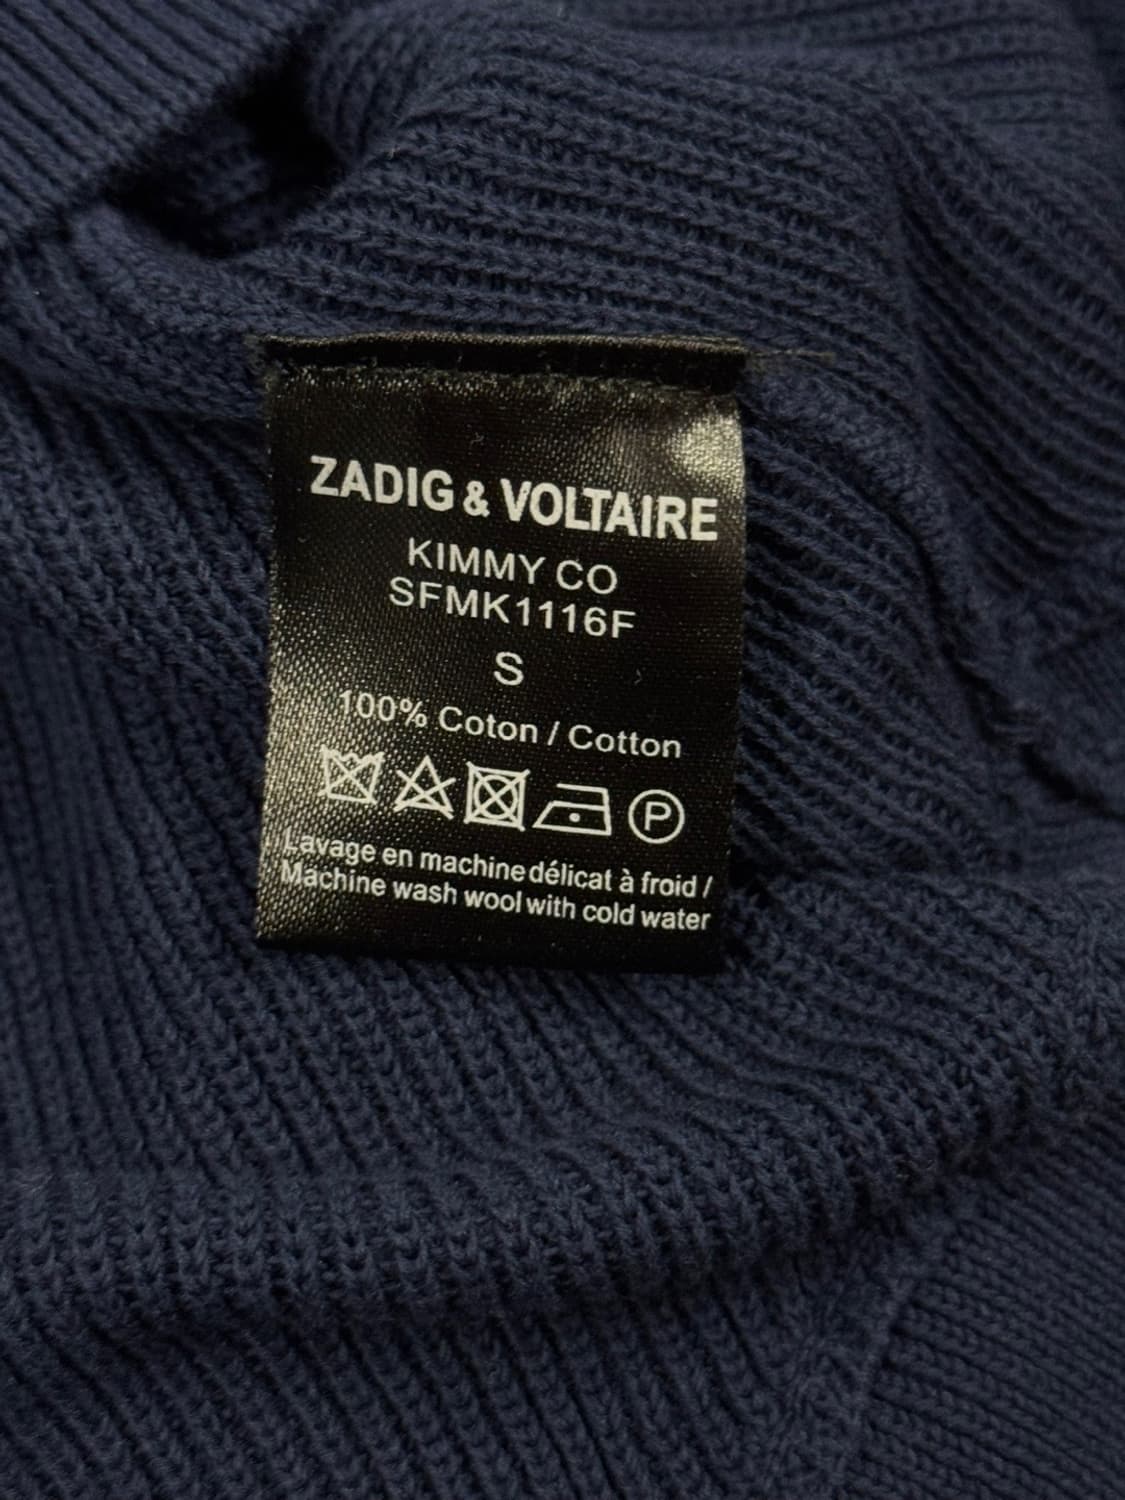 ZADIG & VOLTAIRE
KIMMY CO
SFMK1116F
S
100% Coton / Cotton
P
Lavage en machine délicat à froid /
Machine wash wool with cold water